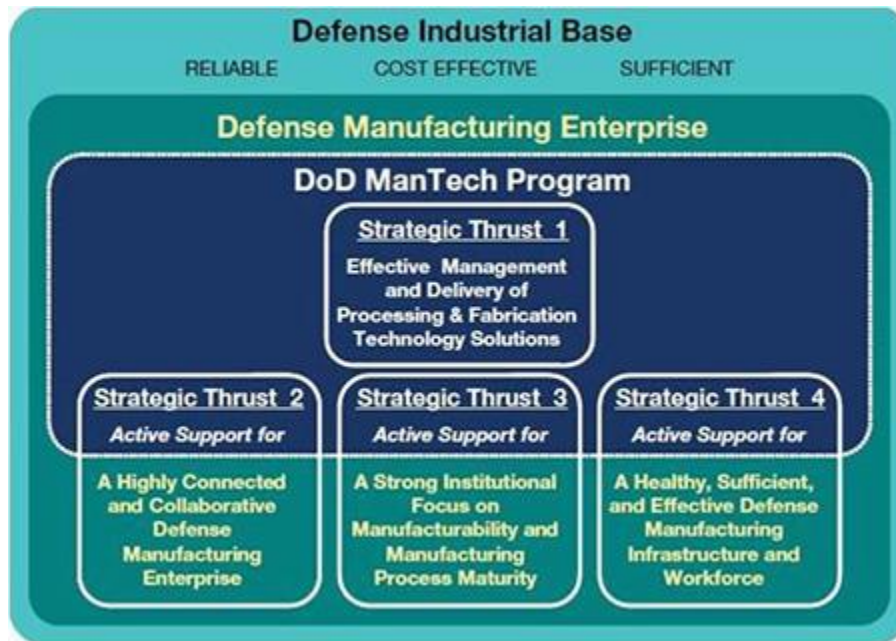 Defense Industrial Base
RELIABLE COST EFFECTIVE SUFFICIENT
Defense Manufacturing Enterprise
DoD ManTech Program
Strategic Thrust 1
Effective Management
and Delivery of
Processing & Fabrication
Technology Solutions
Strategic Thrust 2
Active Support for
A Highly Connected
and Collaborative
Defense
Manufacturing
Enterprise
Strategic Thrust 3
Active Support for
A Strong Institutional
Focus on
Manufacturability and
Manufacturing
Process Maturity
Strategic Thrust 4
Active Support for
A Healthy, Sufficient,
and Effective Defense
Manufacturing
Infrastructure and
Workforce